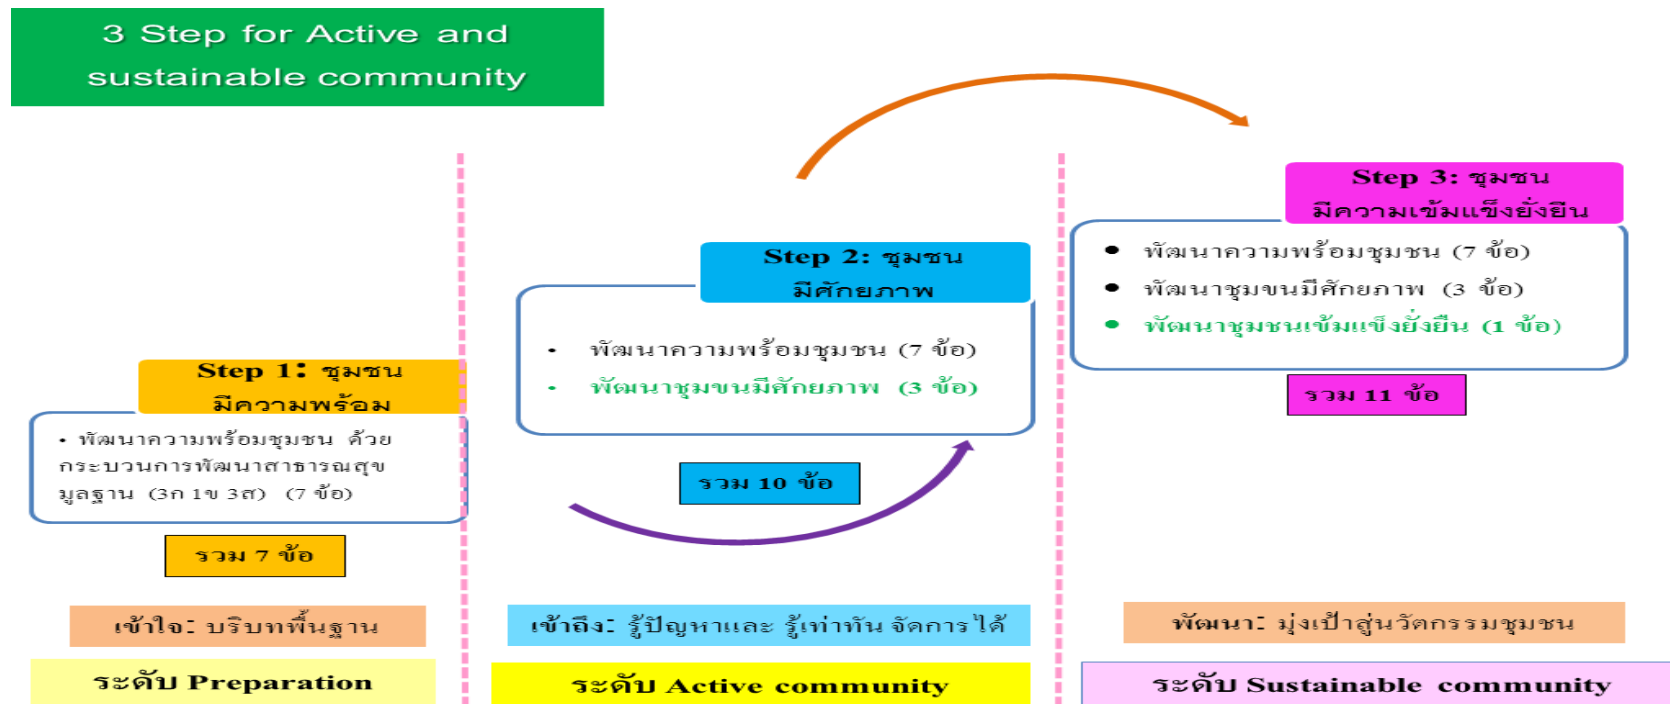 3 Step for Active and
sustainable community
Step 1: ชุมชน
มีความพร้อม
• พัฒนาความพร้อมชุมชน ด้วย
กระบวนการพัฒนาสาธารณสุข
มูลฐาน (3ก 1ข 3ส) (7 ข้อ)
รวม 7 ข้อ
เข้าใจ: บริบทพื้นฐาน
ระดับ Preparation
Step 2: ชุมชน
มีศักยภาพ
• พัฒนาความพร้อมชุมชน (7 ข้อ)
• พัฒนาชุมขนมีศักยภาพ (3 ข้อ)
รวม 10 ข้อ
เข้าถึง: รู้ปัญหาและ รู้เท่าทัน จัดการได้
ระดับ Active community
Step 3: ชุมชน
มีความเข้มแข็งยั่งยืน
• พัฒนาความพร้อมชุมชน (7 ข้อ)
• พัฒนาชุมขนมีศักยภาพ (3 ข้อ)
• พัฒนาชุมชนเข้มแข็งยั่งยืน (1 ข้อ)
รวม 11 ข้อ
พัฒนา: มุ่งเป้าสู่นวัตกรรมชุมชน
ระดับ Sustainable community